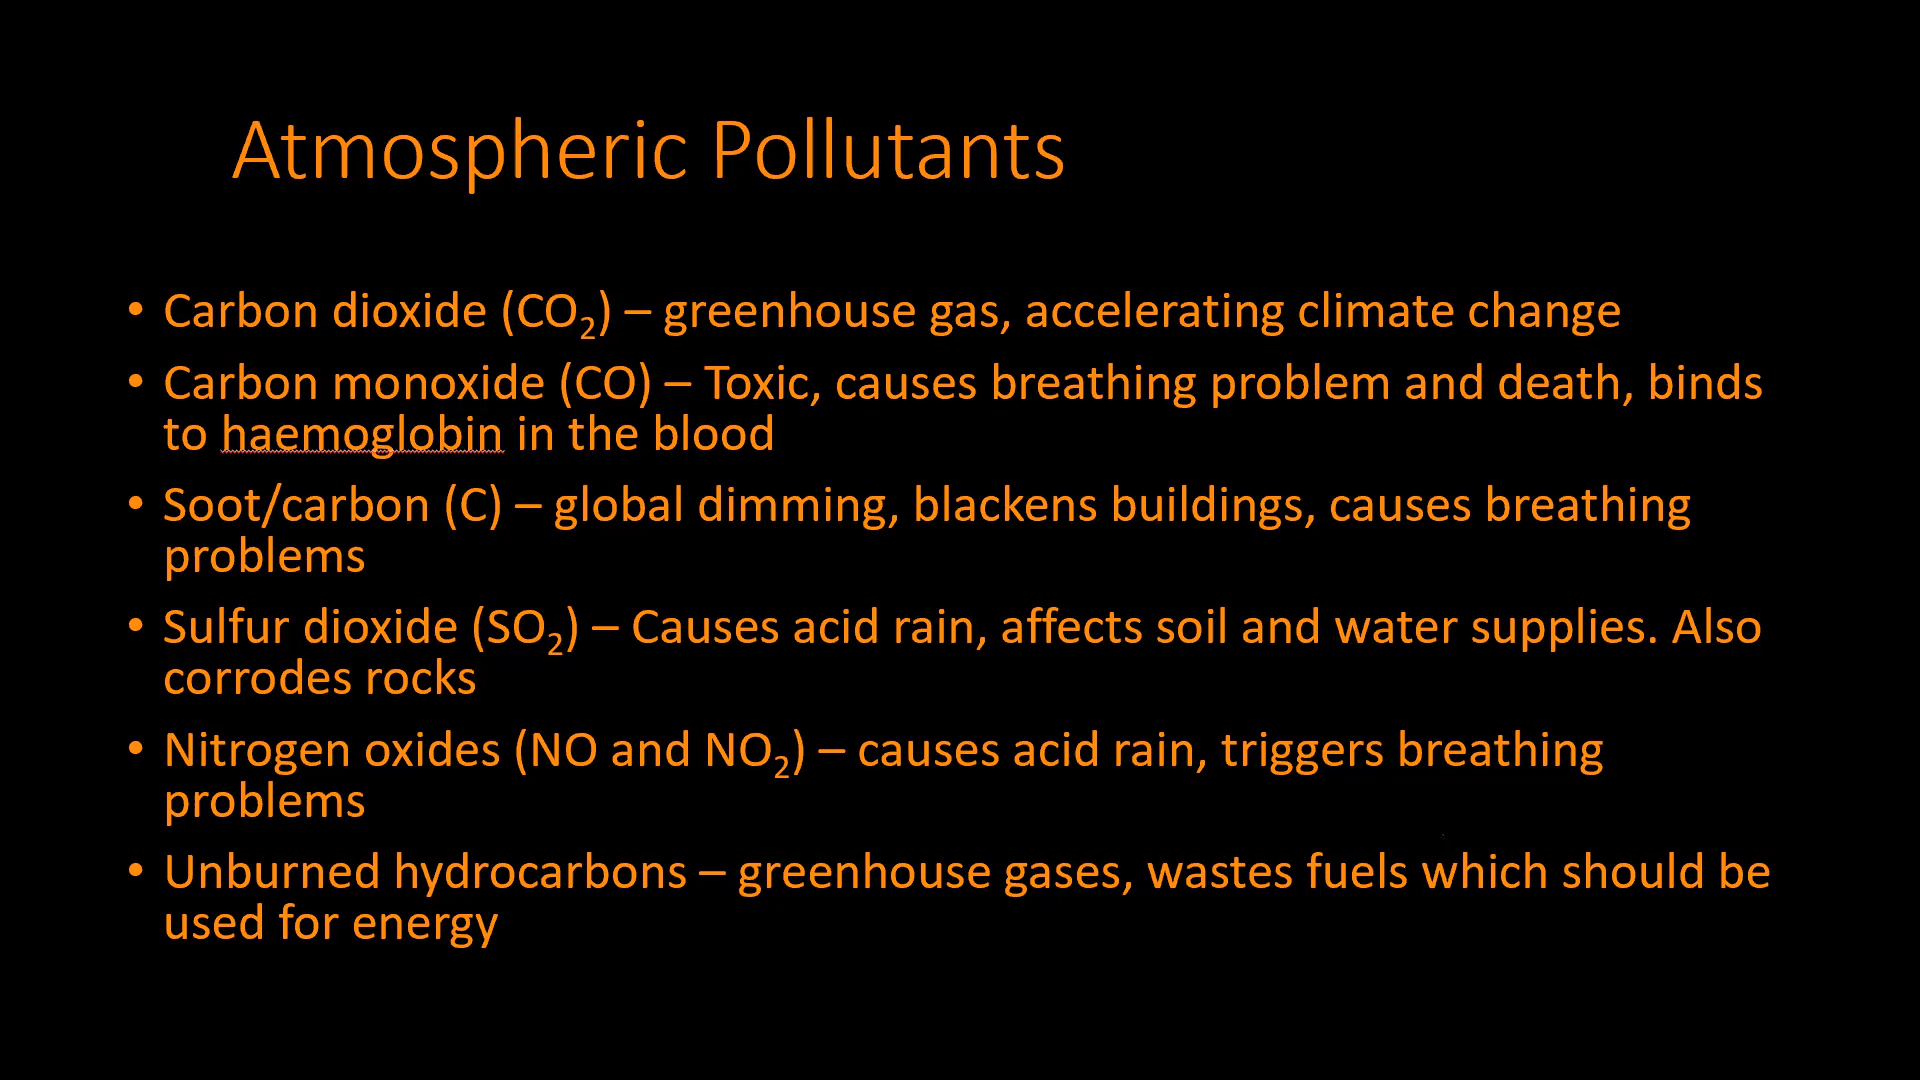 Atmospheric Pollutants
• Carbon dioxide (CO₂) – greenhouse gas, accelerating climate change
• Carbon monoxide (CO) – Toxic, causes breathing problem and death, binds
to haemoglobin in the blood
• Soot/carbon (C) – global dimming, blackens buildings, causes breathing
problems
• Sulfur dioxide (SO₂) – Causes acid rain, affects soil and water supplies. Also
corrodes rocks
• Nitrogen oxides (NO and NO₂) – causes acid rain, triggers breathing
problems
• Unburned hydrocarbons – greenhouse gases, wastes fuels which should be
used for energy